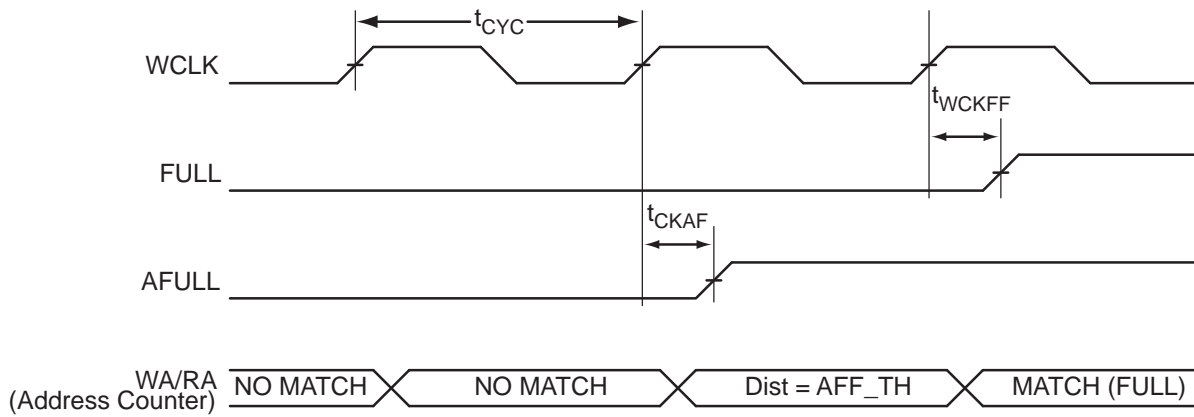 tCYC
WCLK
tWCKFF
FULL
tCKAF
AFULL
WA/RA
(Address Counter)
NO MATCH
NO MATCH
Dist = AFF_TH
MATCH (FULL)